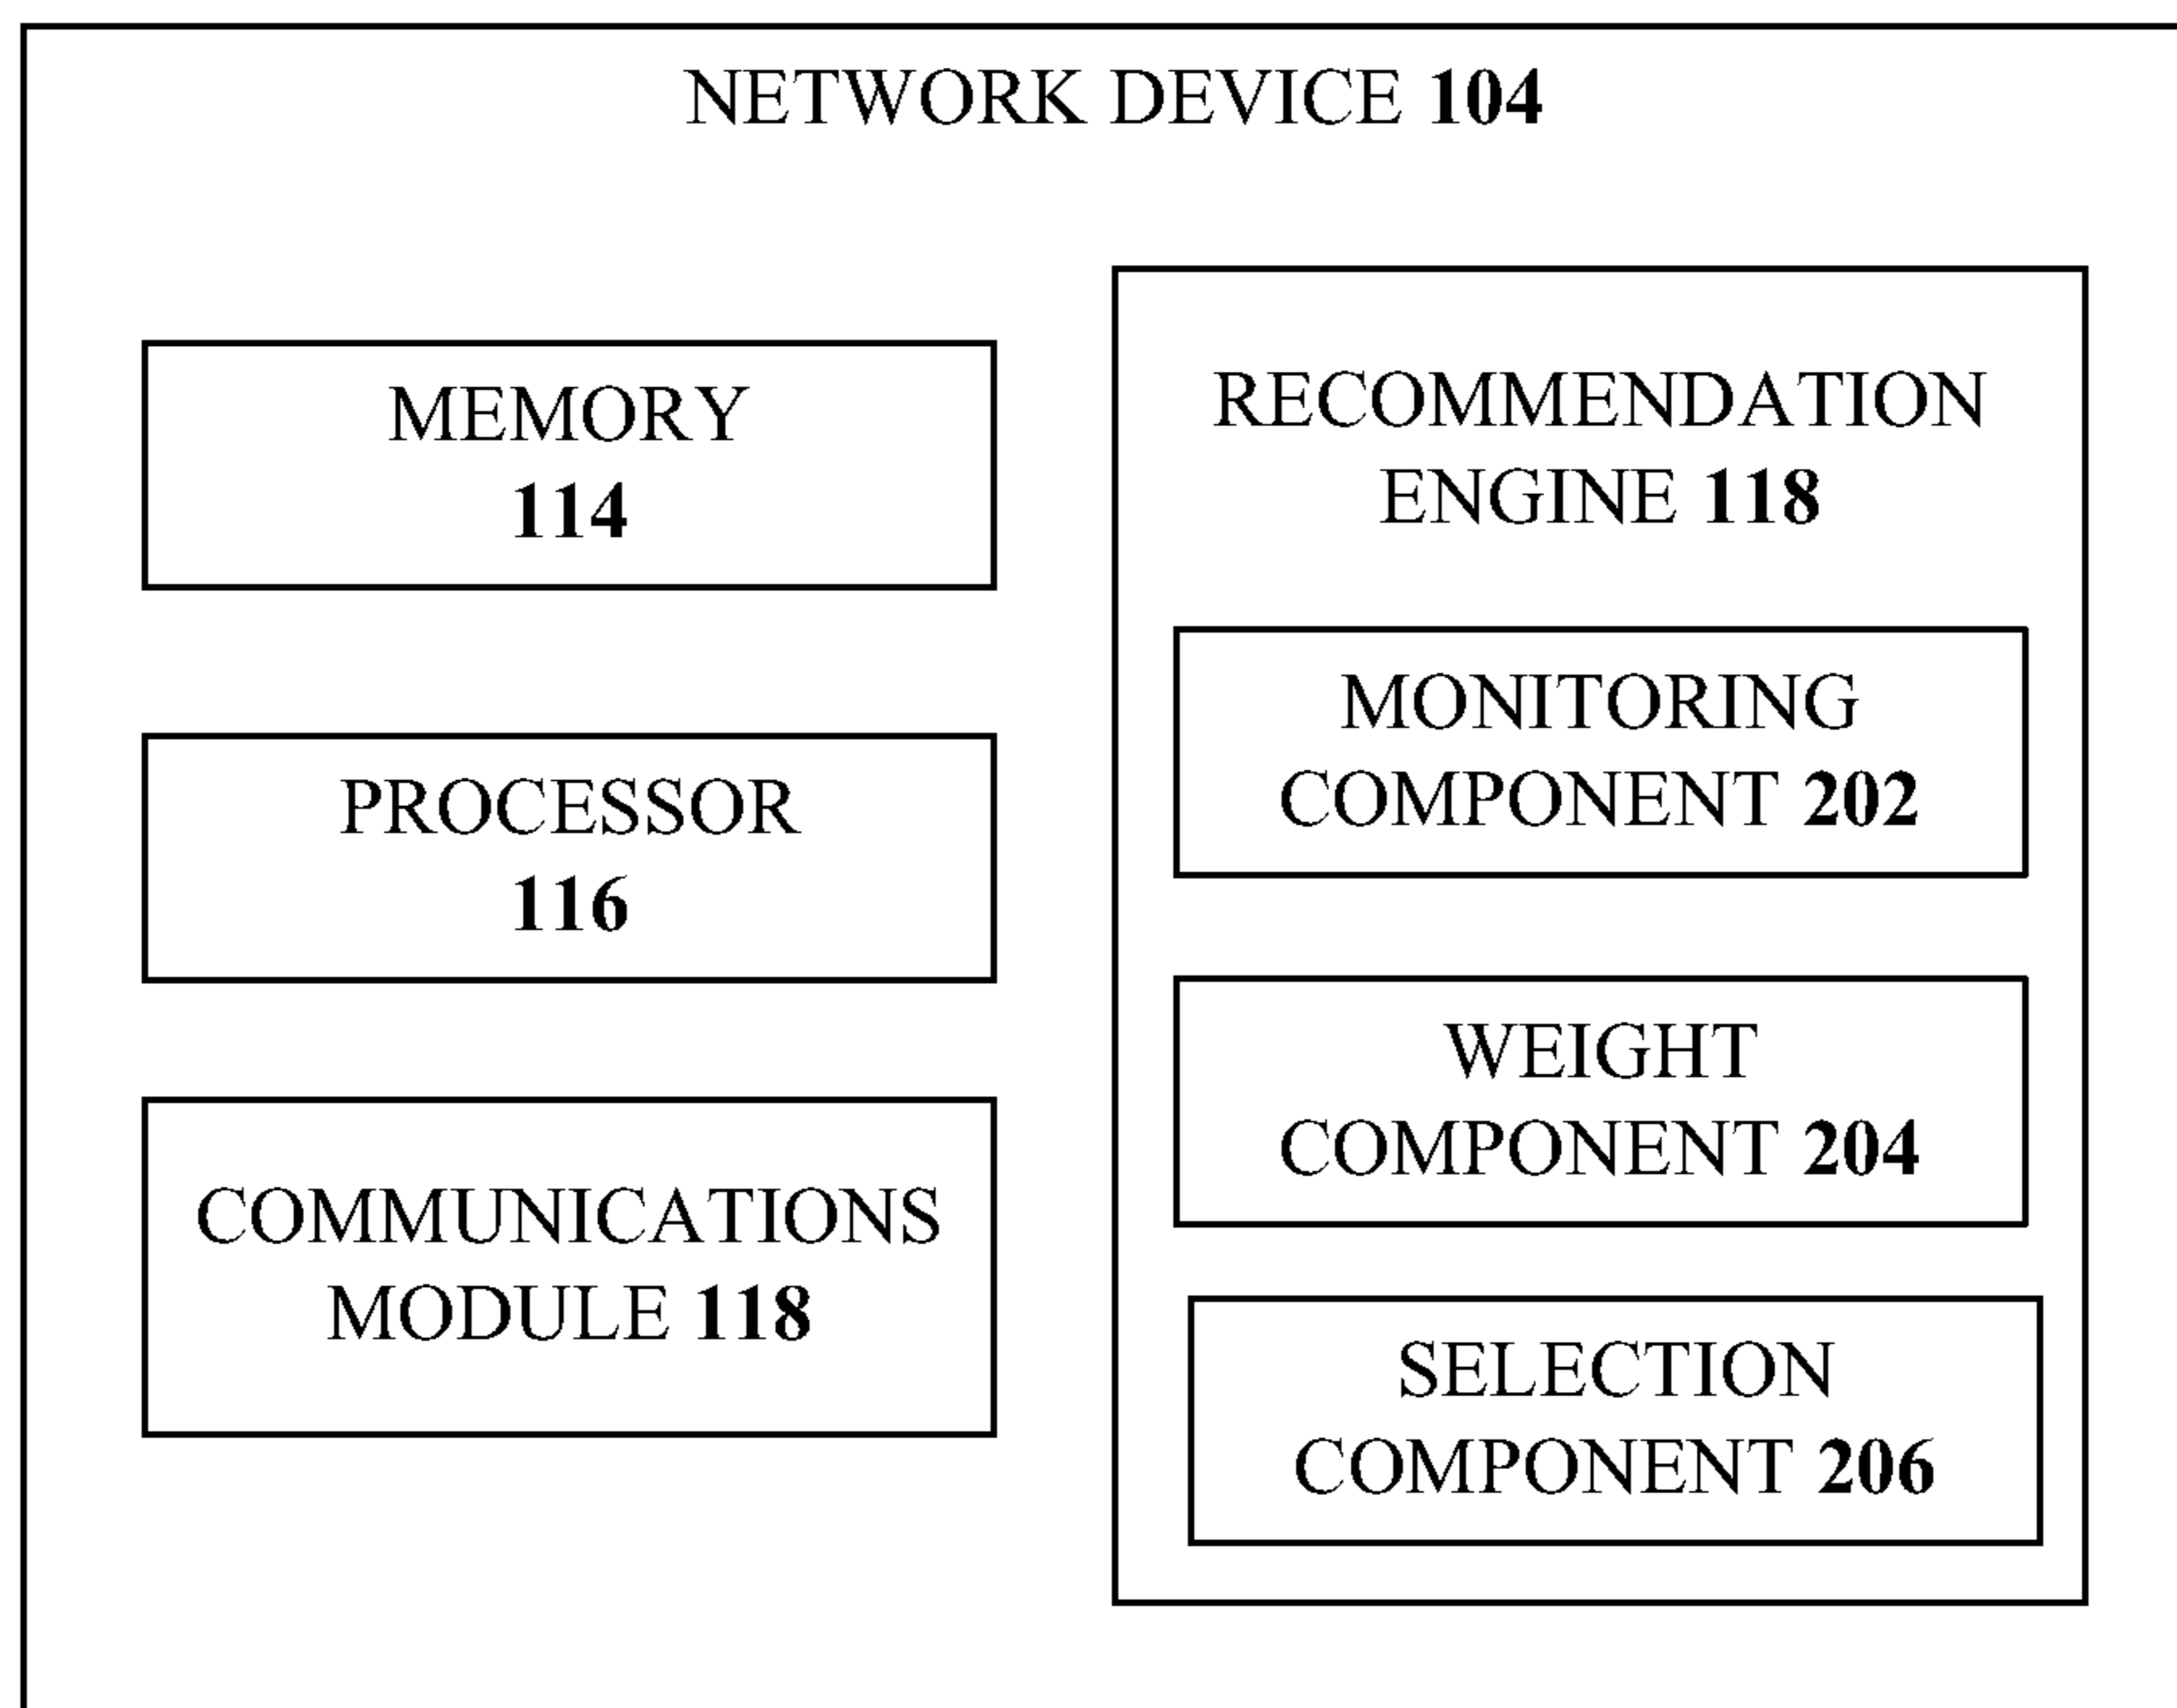 NETWORK DEVICE 104
MEMORY
114
PROCESSOR
116
COMMUNICATIONS
MODULE 118
RECOMMENDATION
ENGINE 118
MONITORING
COMPONENT 202
WEIGHT
COMPONENT 204
SELECTION
COMPONENT 206